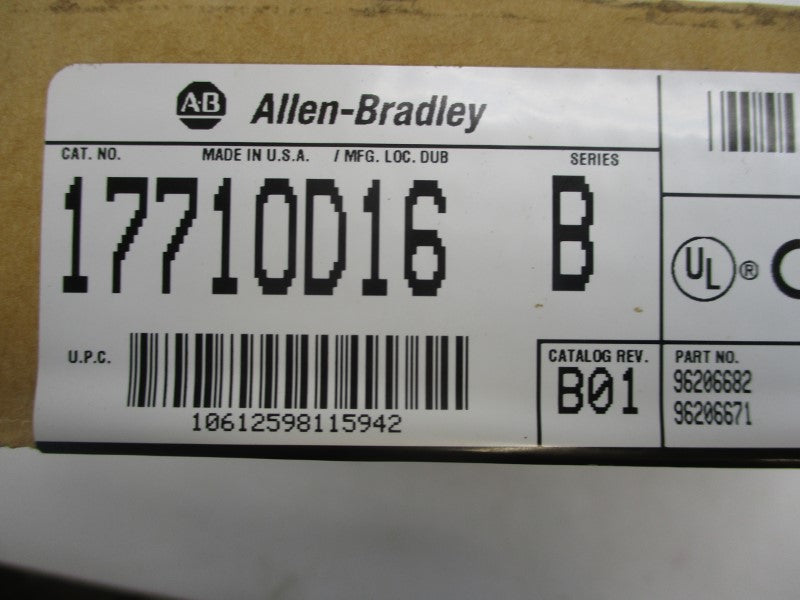 A-B Allen-Bradley
CAT. NO. MADE IN U.S.A. / MFG. LOC. DUB SERIES
1771OD16 B
U.P.C.
10612598115942
CATALOG REV.
B01
UL ®
PART NO.
96206682
96206671